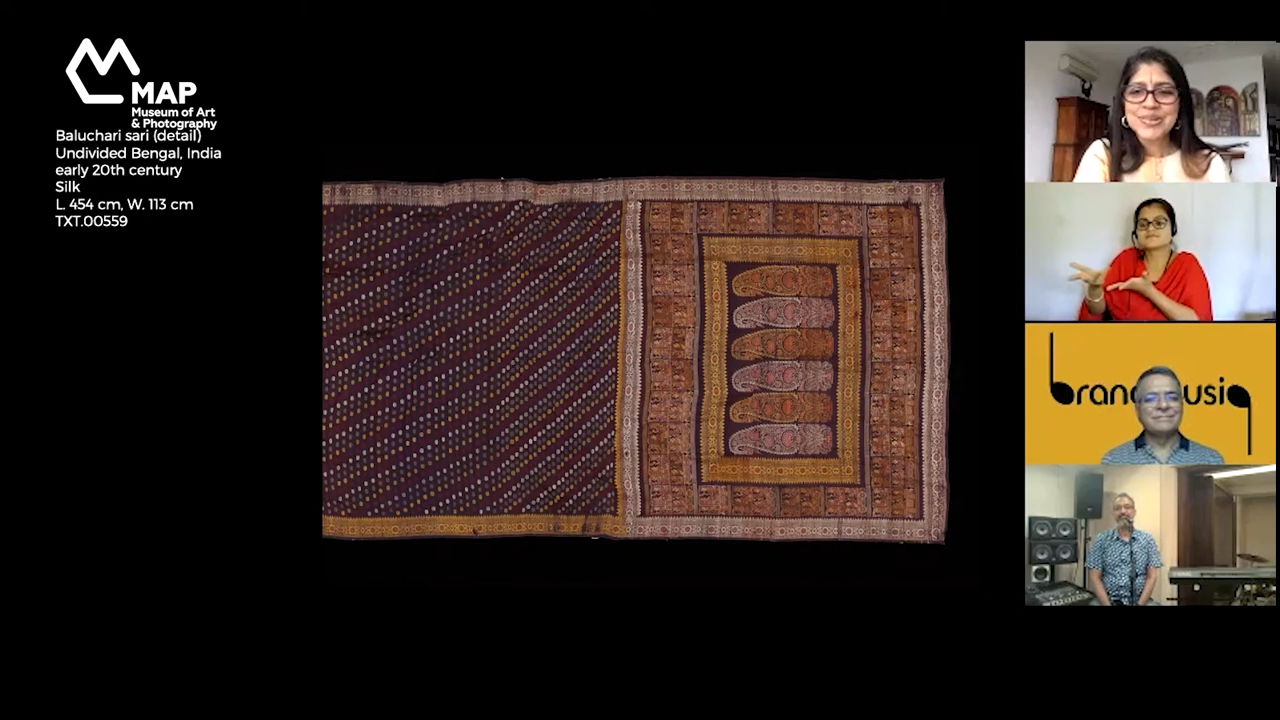 MAP
Museum of Art
& Photography
Baluchari sari (detail)
Undivided Bengal, India
early 20th century
Silk
L. 454 cm, W. 113 cm
TXT.00559